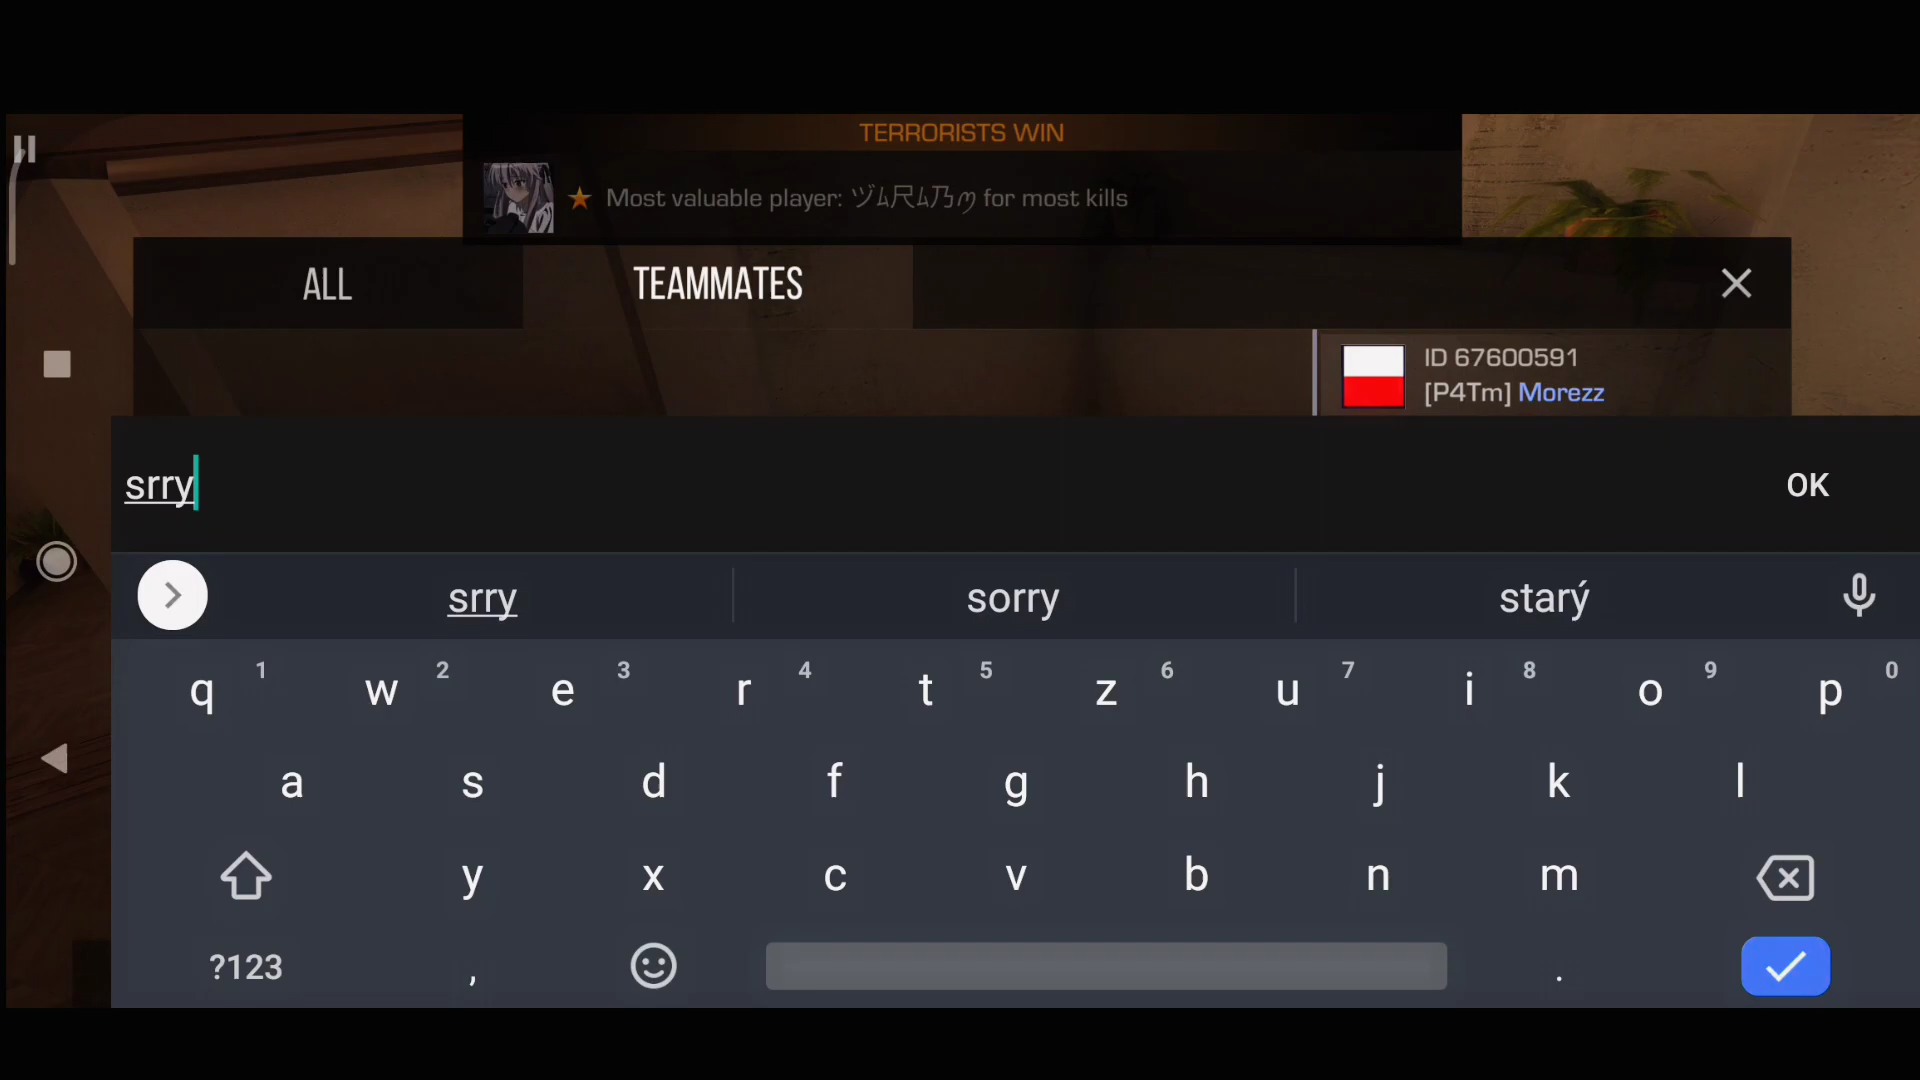 TERRORISTS WIN
Most valuable player: ヅﾑ尺ﾑ乃ო for most kills
ALL TEAMMATES
ID 67600591
[P4Tm] Morezz
srry OK
srry sorry starý
1 2 3 4 5 6 7 8 9 0
q w e r t z u i o p
a s d f g h j k l
y x c v b n m
?123 , .